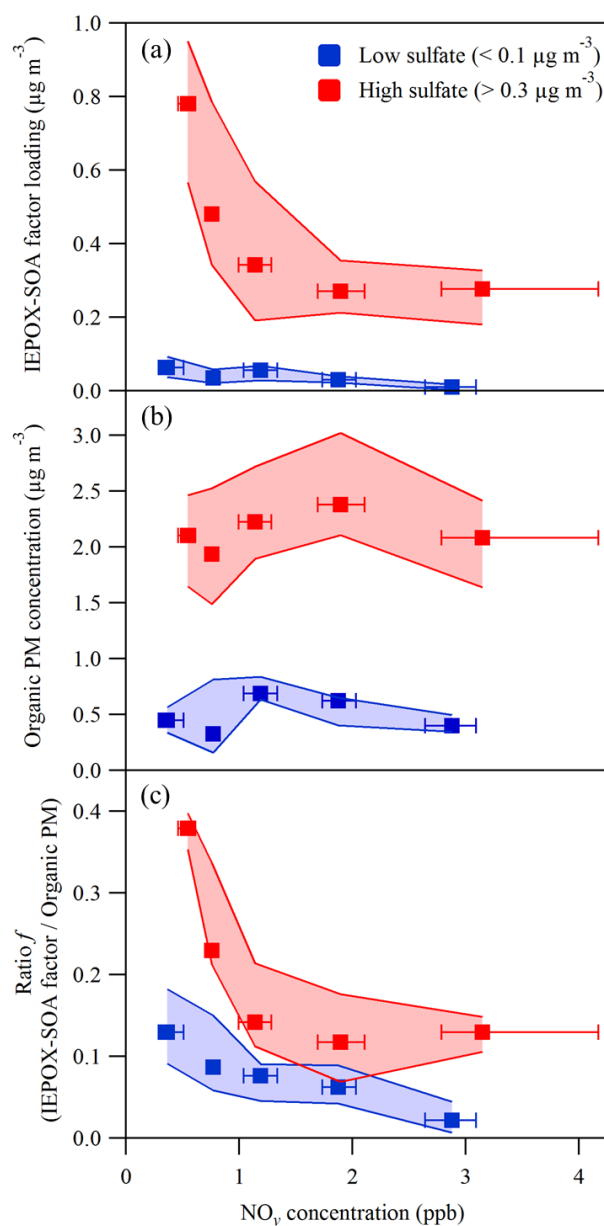 (a)
Low sulfate (< 0.1 µg m⁻³)
High sulfate (> 0.3 µg m⁻³)
IEPOX-SOA factor loading (µg m⁻³)
1.0
0.8
0.6
0.4
0.2
0.0
(b)
Organic PM concentration (µg m⁻³)
3.0
2.5
2.0
1.5
1.0
0.5
0.0
(c)
Ratio f
(IEPOX-SOA factor / Organic PM)
0.4
0.3
0.2
0.1
0.0
0 1 2 3 4
NOy concentration (ppb)